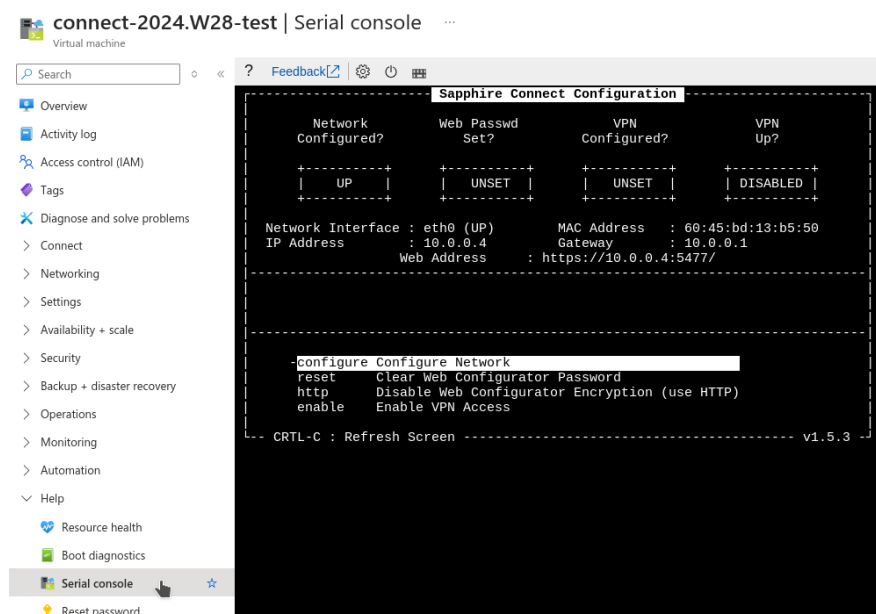 connect-2024.W28-test | Serial console ...
Virtual machine
Search
«
? Feedback
Overview
Activity log
Access control (IAM)
Tags
Diagnose and solve problems
Connect
Networking
Settings
Availability + scale
Security
Backup + disaster recovery
Operations
Monitoring
Automation
Help
Resource health
Boot diagnostics
Serial console
Reset password
Sapphire Connect Configuration
Network Web Passwd VPN VPN
Configured? Set? Configured? Up?
+----------+ +----------+ +----------+ +----------+
| UP | | UNSET | | UNSET | | DISABLED |
+----------+ +----------+ +----------+ +----------+
Network Interface : eth0 (UP) MAC Address : 60:45:bd:13:b5:50
IP Address : 10.0.0.4 Gateway : 10.0.0.1
Web Address : https://10.0.0.4:5477/
-configure Configure Network
reset Clear Web Configurator Password
http Disable Web Configurator Encryption (use HTTP)
enable Enable VPN Access
CRTL-C : Refresh Screen v1.5.3